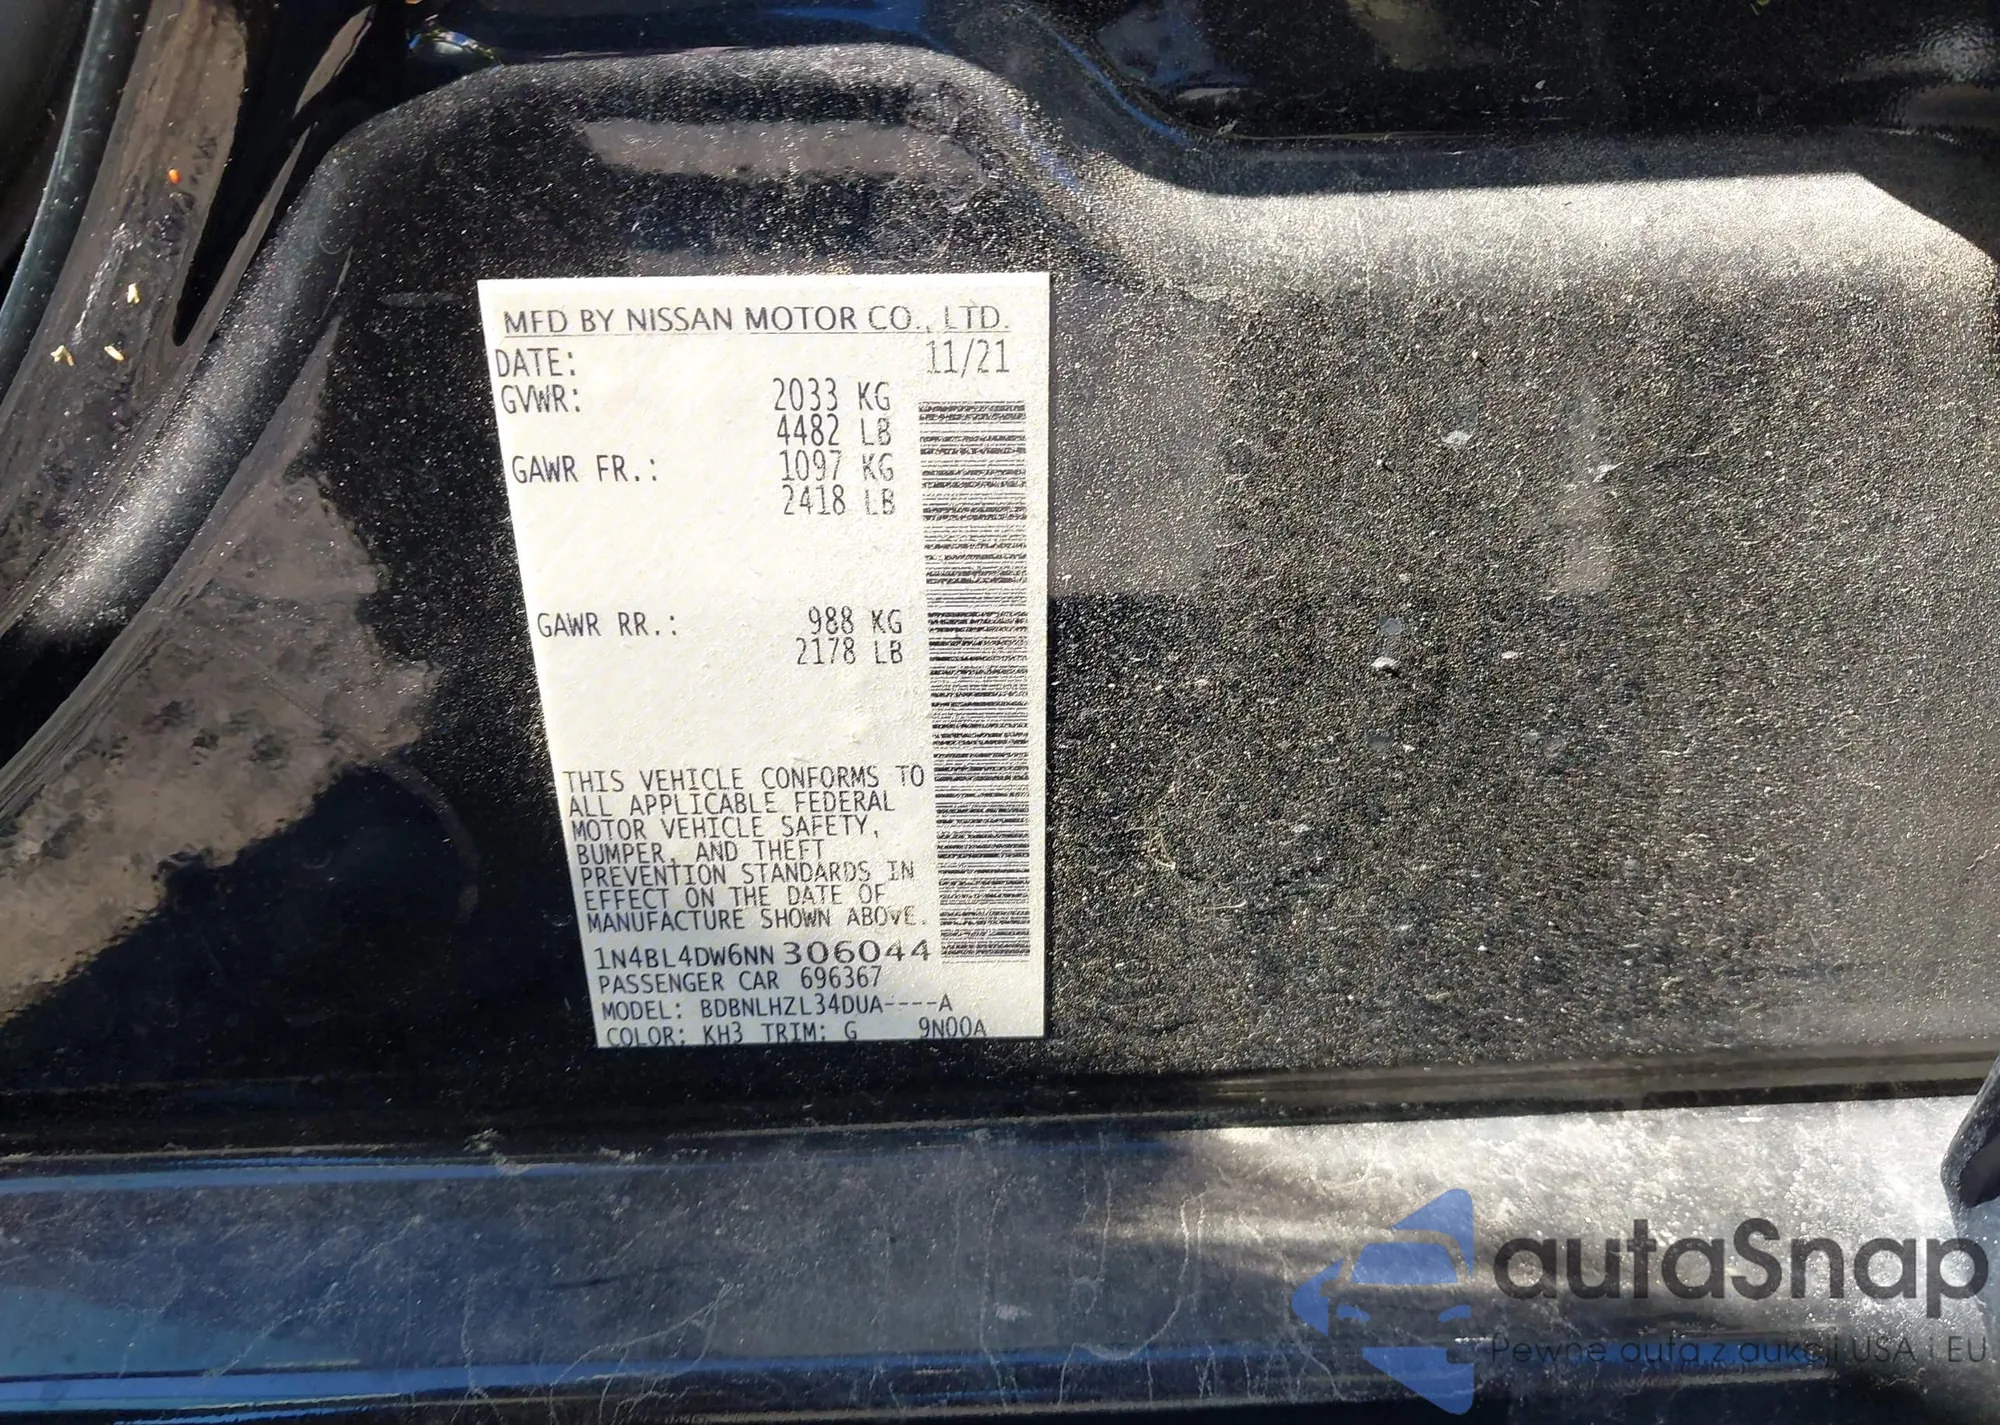 MFD BY NISSAN MOTOR CO., LTD.
DATE: 11/21
GVWR: 2033 KG
4482 LB
GAWR FR.: 1097 KG
2418 LB
GAWR RR.: 988 KG
2178 LB
THIS VEHICLE CONFORMS TO
ALL APPLICABLE FEDERAL
MOTOR VEHICLE SAFETY,
BUMPER, AND THEFT
PREVENTION STANDARDS IN
EFFECT ON THE DATE OF
MANUFACTURE SHOWN ABOVE.
1N4BL4DW6NN 306044
PASSENGER CAR 696367
MODEL: BDBNLHZL34DUA----A
COLOR: KH3 TRIM: G 9N00A
autaSnap
Pewne auta z aukcji USA i EU